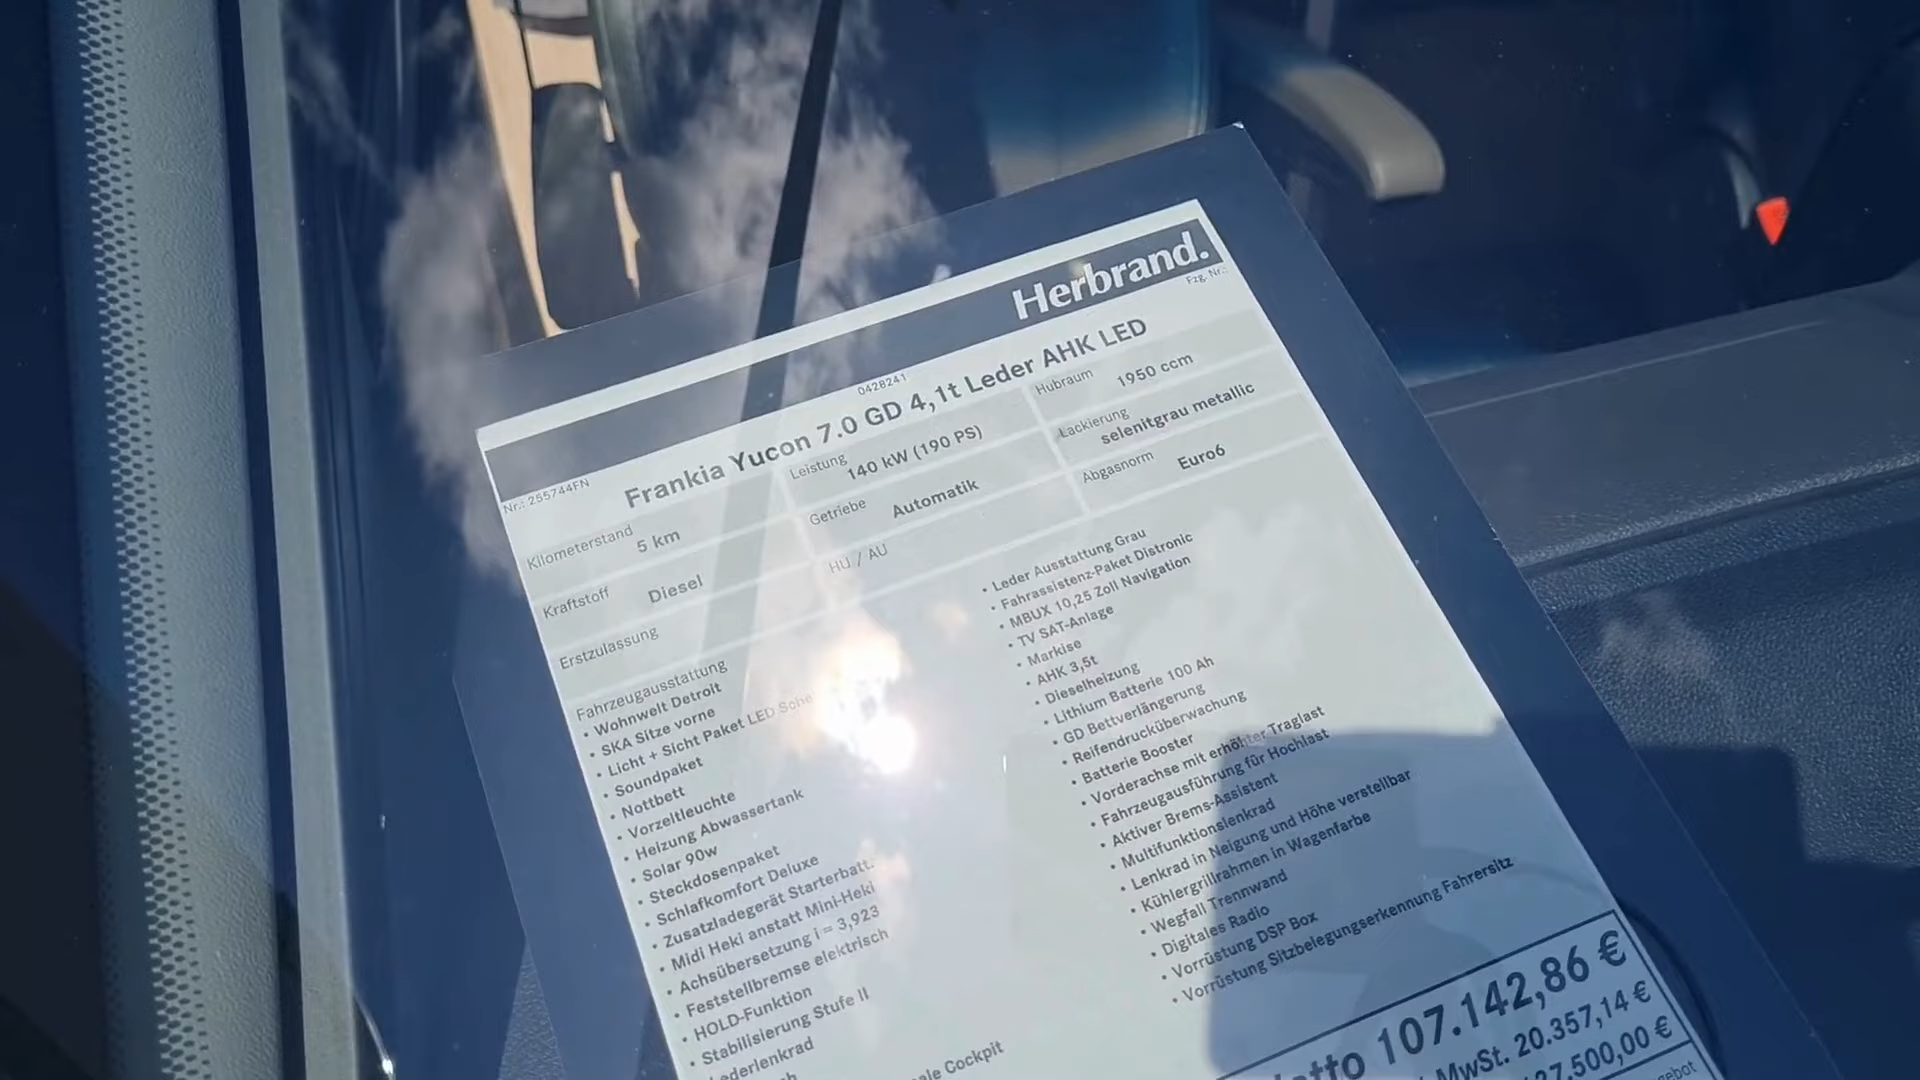 Herbrand.
Fzg. Nr.:
Nr.: 255744FN
0428241
Frankia Yucon 7.0 GD 4,1t Leder AHK LED
Kilometerstand 5 km
Leistung 140 kW (190 PS)
Hubraum 1950 ccm
Kraftstoff Diesel
Getriebe Automatik
Lackierung selenitgrau metallic
Erstzulassung
HU / AU
Abgasnorm Euro6
Fahrzeugausstattung
• Wohnwelt Detroit
• SKA Sitze vorne
• Licht + Sicht Paket LED
• Soundpaket
• Nottbett
• Vorzeltleuchte
• Heizung Abwassertank
• Solar 90w
• Steckdosenpaket
• Schlafkomfort Deluxe
• Zusatzladegerät Starterbatt.
• Midi Heki anstatt Mini-Heki
• Achsübersetzung i = 3,923
• Feststellbremse elektrisch
• HOLD-Funktion
• Stabilisierung Stufe II
• Leder Ausstattung Grau
• Fahrassistenz-Paket Distronic
• MBUX 10,25 Zoll Navigation
• TV SAT-Anlage
• Markise
• AHK 3,5t
• Dieselheizung
• Lithium Batterie 100 Ah
• GD Bettverlängerung
• Reifendrucküberwachung
• Batterie Booster
• Vorderachse mit erhöhter Traglast
• Fahrzeugausführung für Hochlast
• Aktiver Brems-Assistent
• Multifunktionslenkrad
• Lenkrad in Neigung und Höhe verstellbar
• Kühlergrillrahmen in Wagenfarbe
• Wegfall Trennwand
• Digitales Radio
• Vorrüstung DSP Box
• Vorrüstung Sitzbelegungserkennung Fahrersitz
Cockpit
107.142,86 €
MwSt. 20.357,14 €